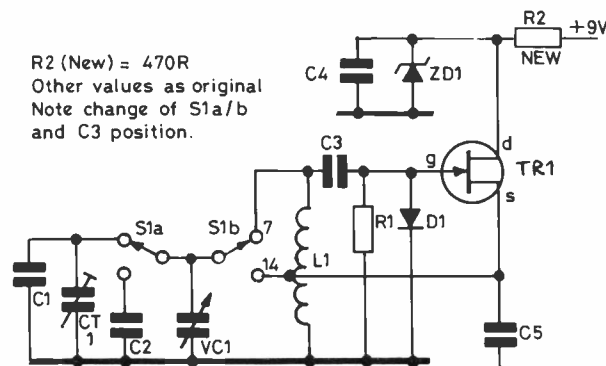 R2 (New) = 470R
Other values as original
Note change of S1a/b
and C3 position.
R2
+9V
NEW
C4
ZD1
C3
g
d
TR1
s
S1a
S1b
7
R1
D1
14
L1
C1
CT
1
C2
VC1
C5